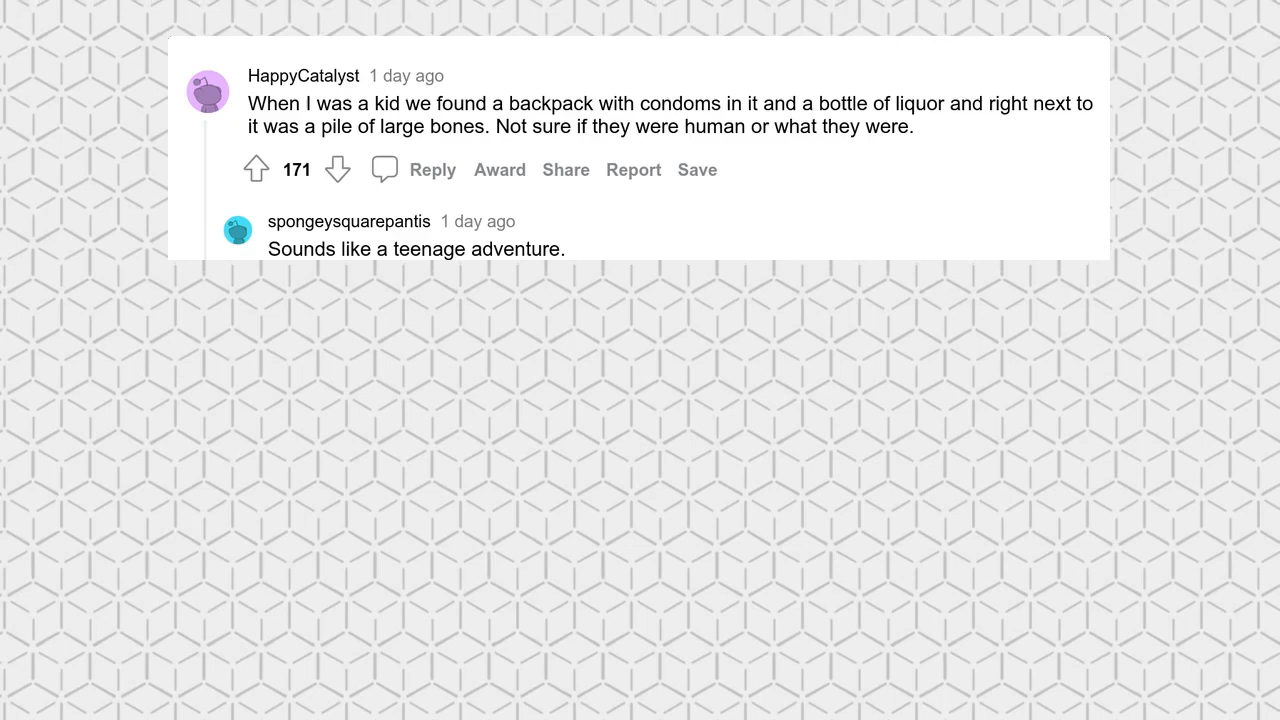 HappyCatalyst 1 day ago
When I was a kid we found a backpack with condoms in it and a bottle of liquor and right next to
it was a pile of large bones. Not sure if they were human or what they were.
171 Reply Award Share Report Save
spongeysquarepantis 1 day ago
Sounds like a teenage adventure.